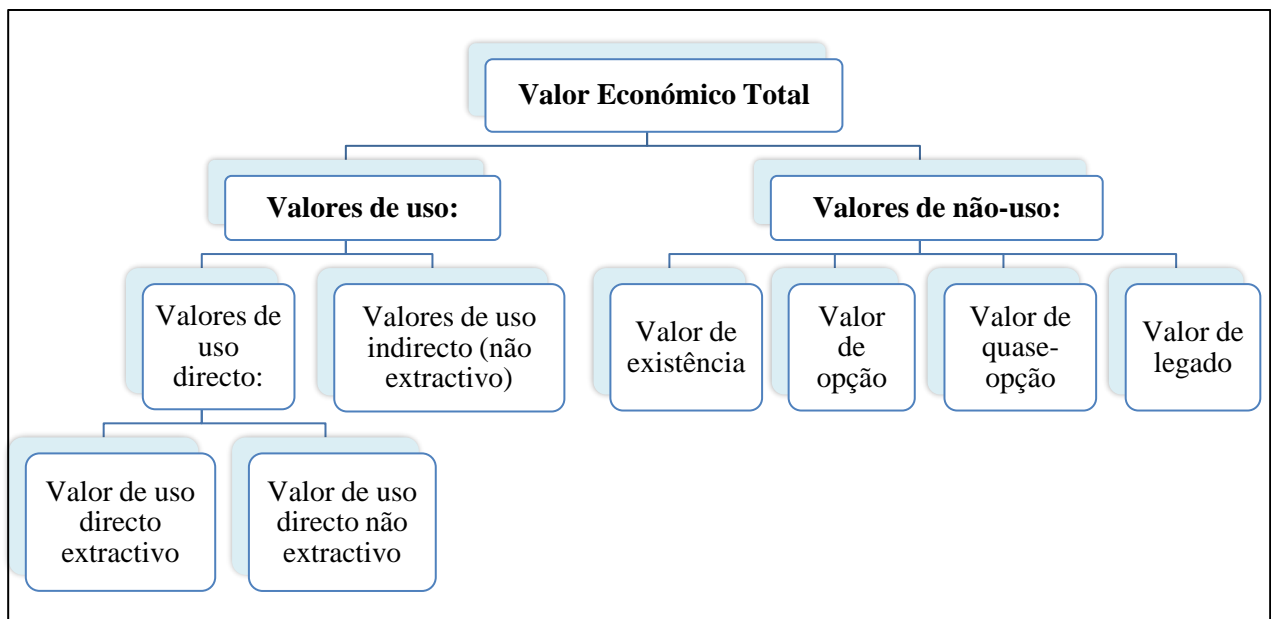 Valor Económico Total
Valores de uso:
Valores de não-uso:
Valores de
uso
directo:
Valores de uso
indirecto (não
extractivo)
Valor de
existência
Valor
de
opção
Valor de
quase-
opção
Valor de
legado
Valor de uso
directo
extractivo
Valor de uso
directo não
extractivo